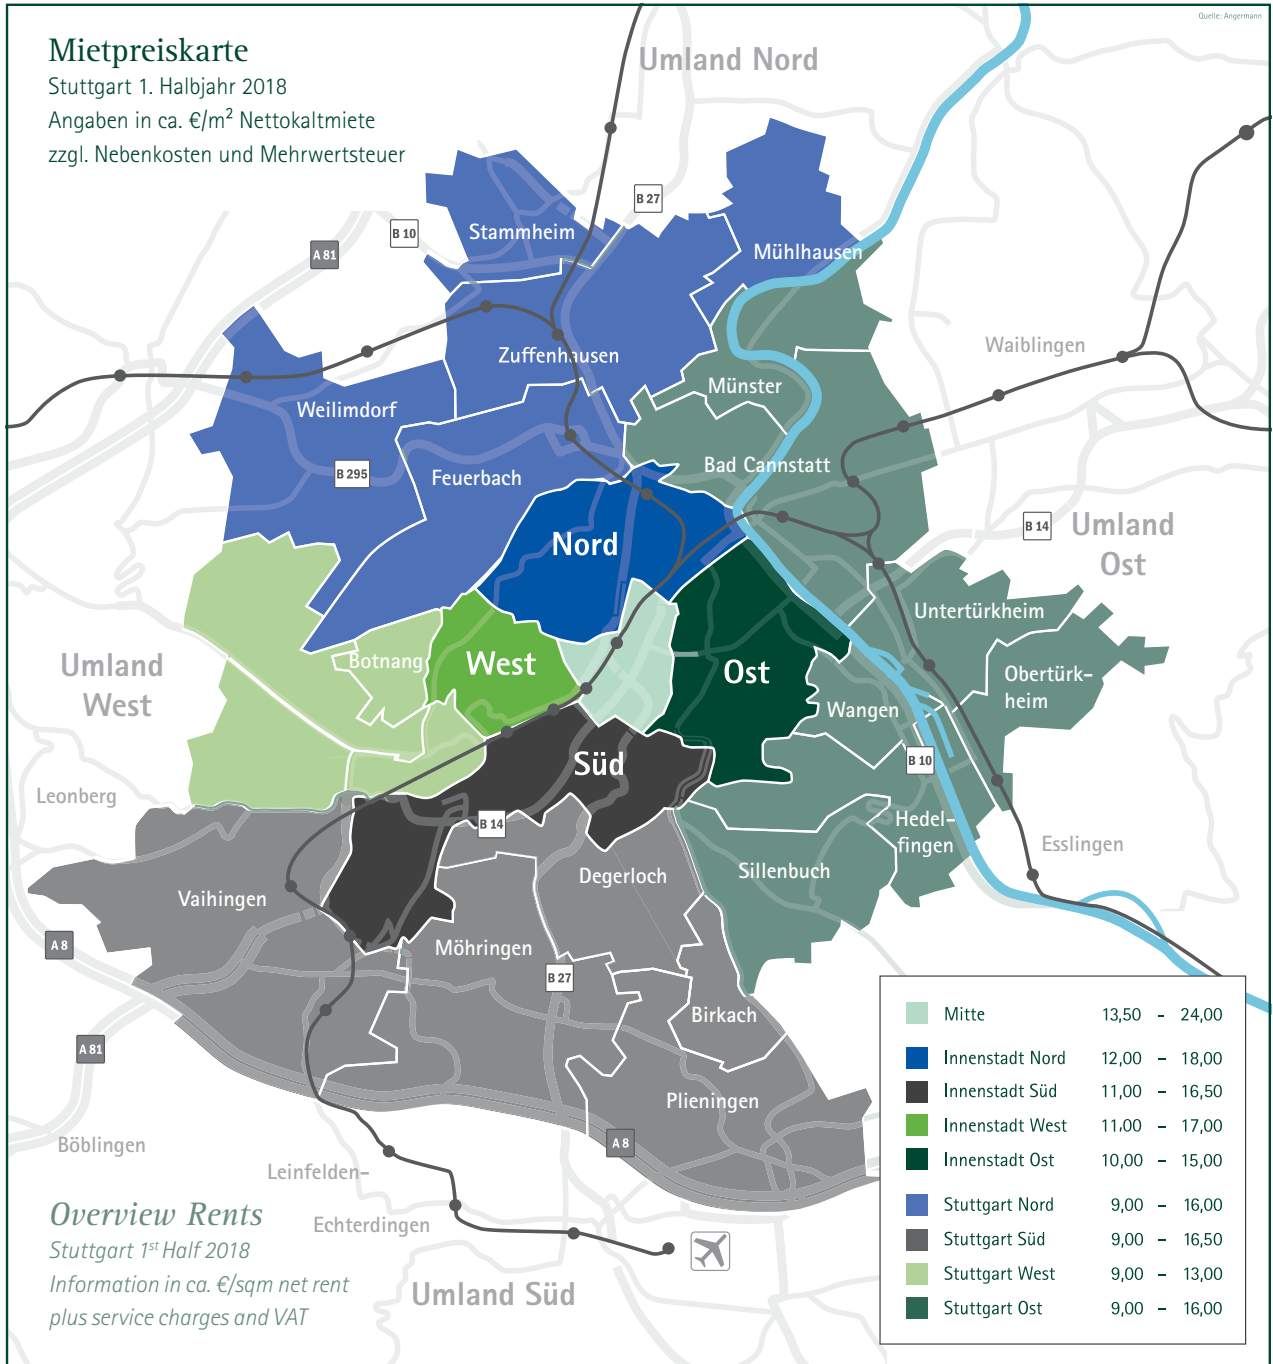 Quelle: Angermann
Mietpreiskarte
Stuttgart 1. Halbjahr 2018
Angaben in ca. €/m² Nettokaltmiete
zzgl. Nebenkosten und Mehrwertsteuer
Umland Nord
B 27
B 10
A 81
Stammheim
Mühlhausen
Zuffenhausen
Waiblingen
Münster
Weilimdorf
B 295
Feuerbach
Bad Cannstatt
B 14
Umland
Ost
Nord
Untertürkheim
Umland
West
Botnang
West
Ost
Obertürk-
heim
Wangen
Süd
B 10
Leonberg
B 14
Hedel-
fingen
Esslingen
Vaihingen
Degerloch
Sillenbuch
A 8
Möhringen
B 27
Birkach
A 81
Plieningen
A 8
Böblingen
Leinfelden-
Echterdingen
Umland Süd
Overview Rents
Stuttgart 1st Half 2018
Information in ca. €/sqm net rent
plus service charges and VAT
Mitte 13,50 – 24,00
Innenstadt Nord 12,00 – 18,00
Innenstadt Süd 11,00 – 16,50
Innenstadt West 11,00 – 17,00
Innenstadt Ost 10,00 – 15,00
Stuttgart Nord 9,00 – 16,00
Stuttgart Süd 9,00 – 16,50
Stuttgart West 9,00 – 13,00
Stuttgart Ost 9,00 – 16,00